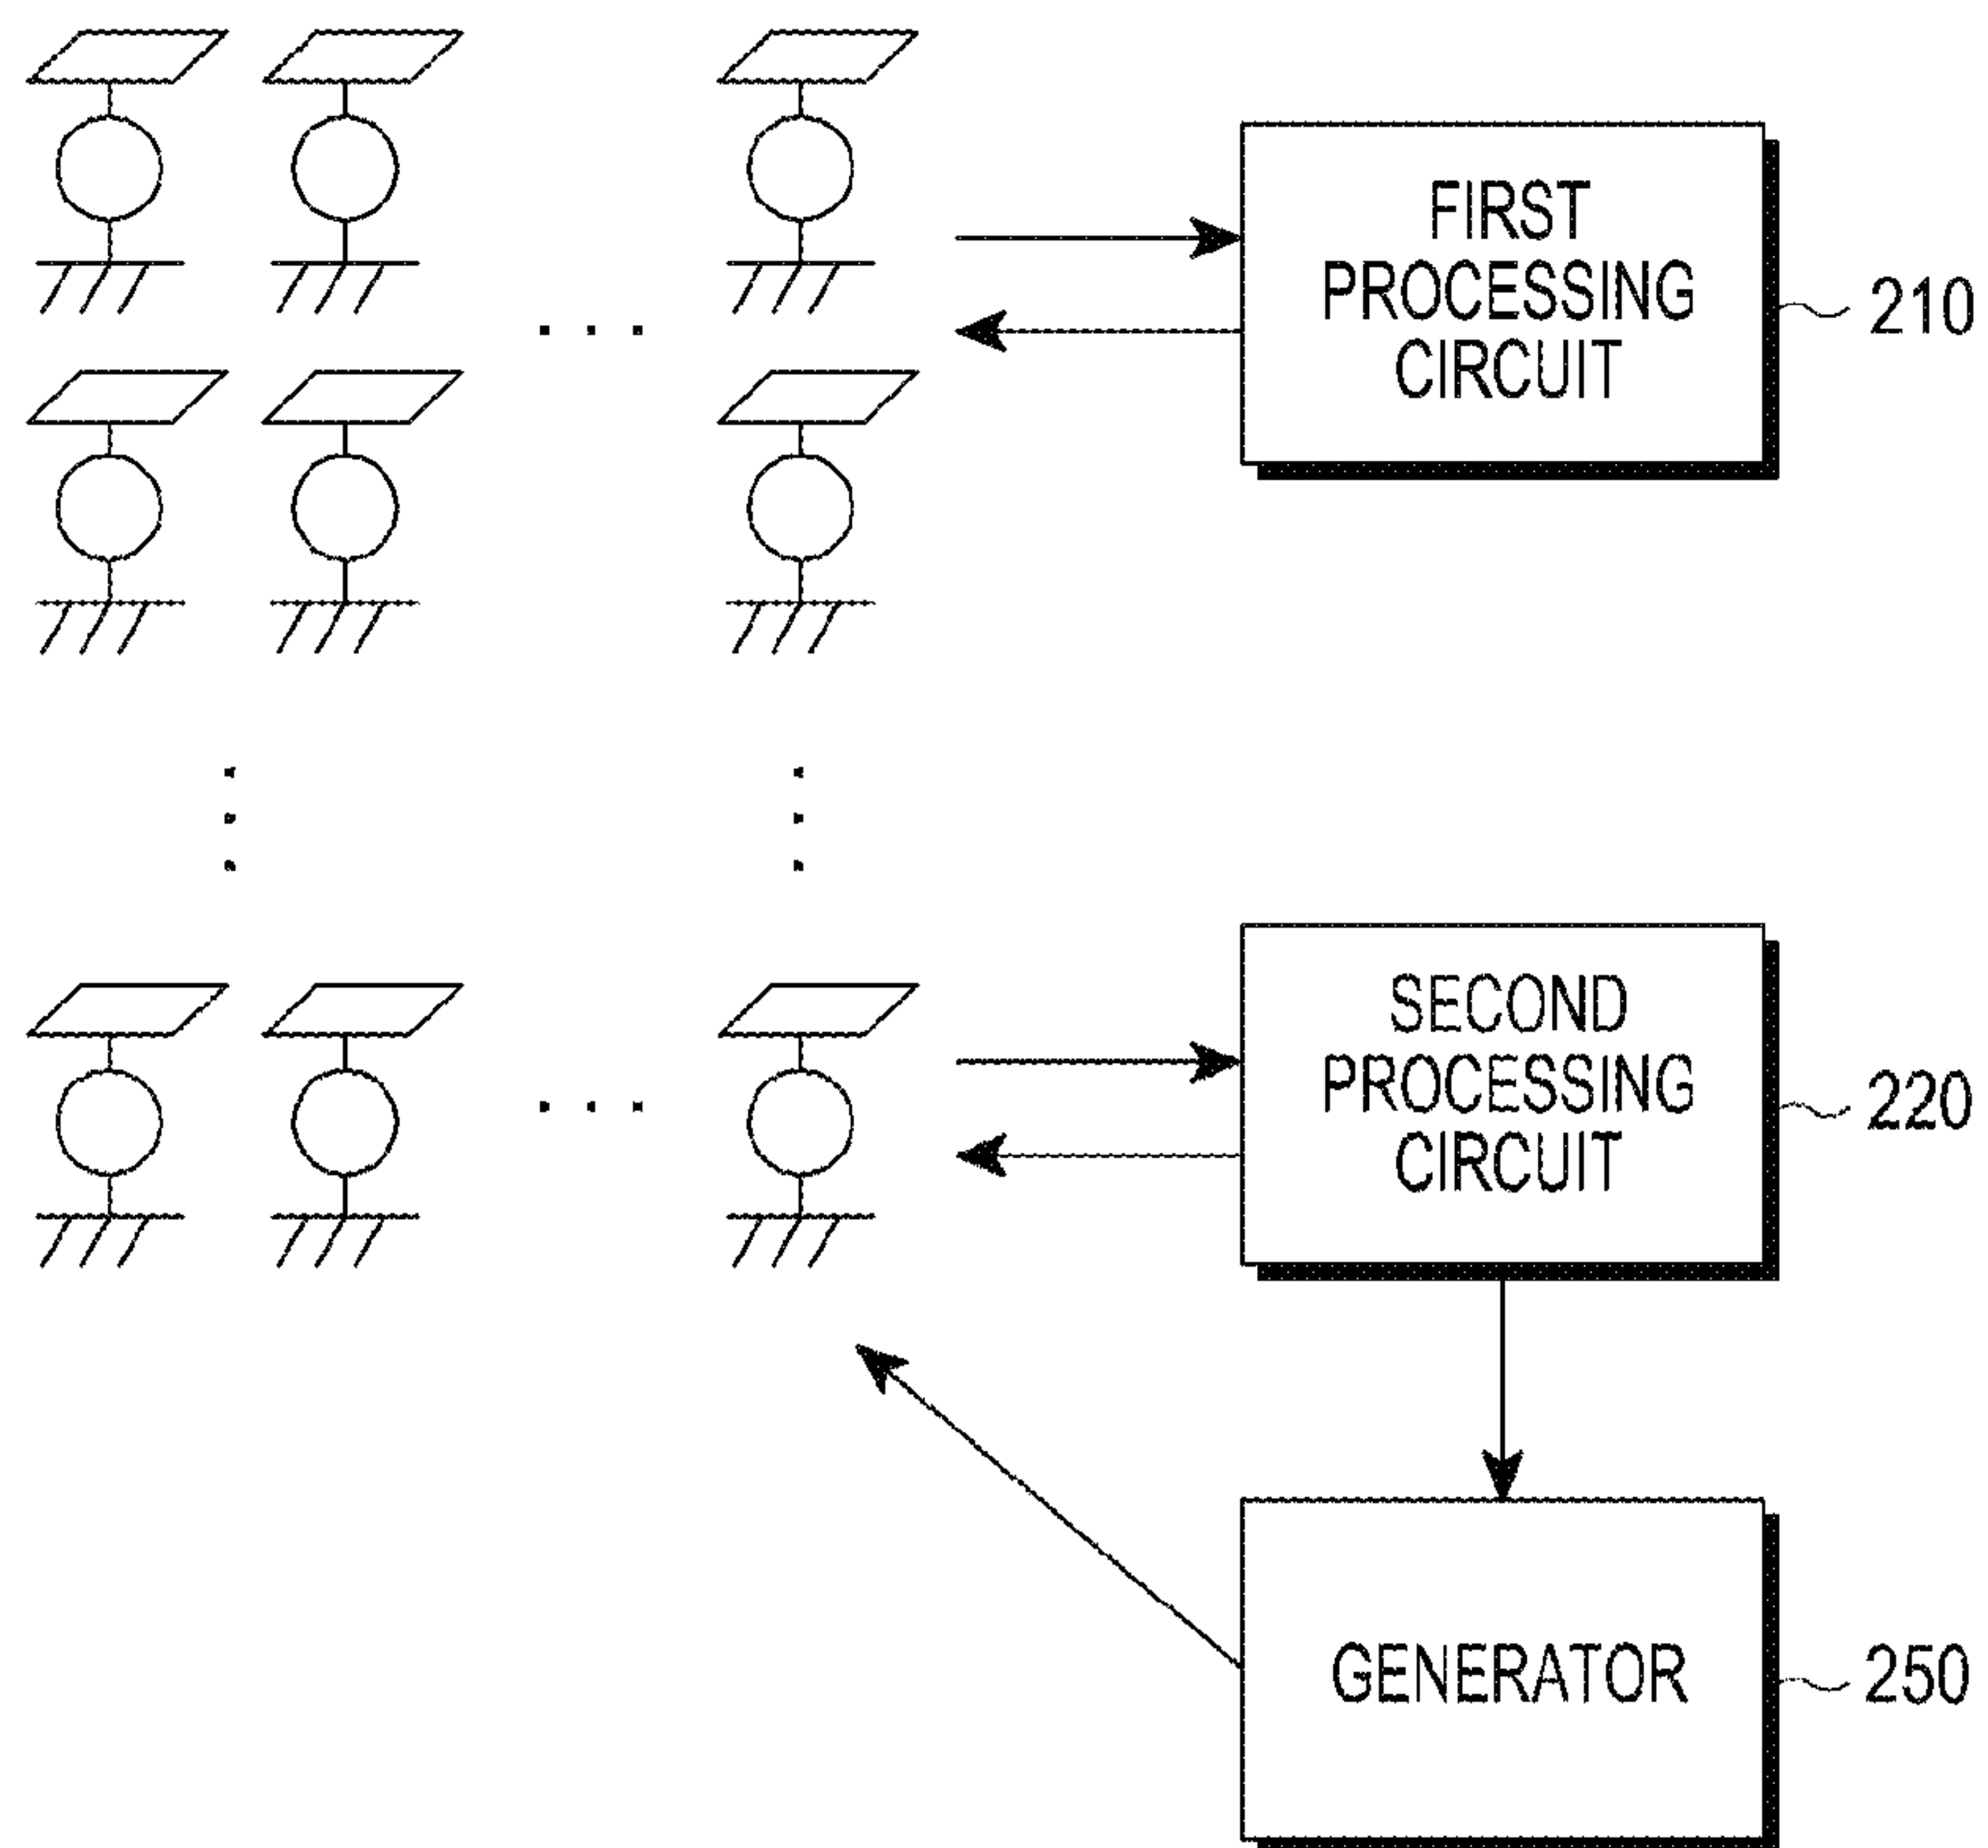 FIRST
PROCESSING
CIRCUIT
210
SECOND
PROCESSING
CIRCUIT
220
GENERATOR
250